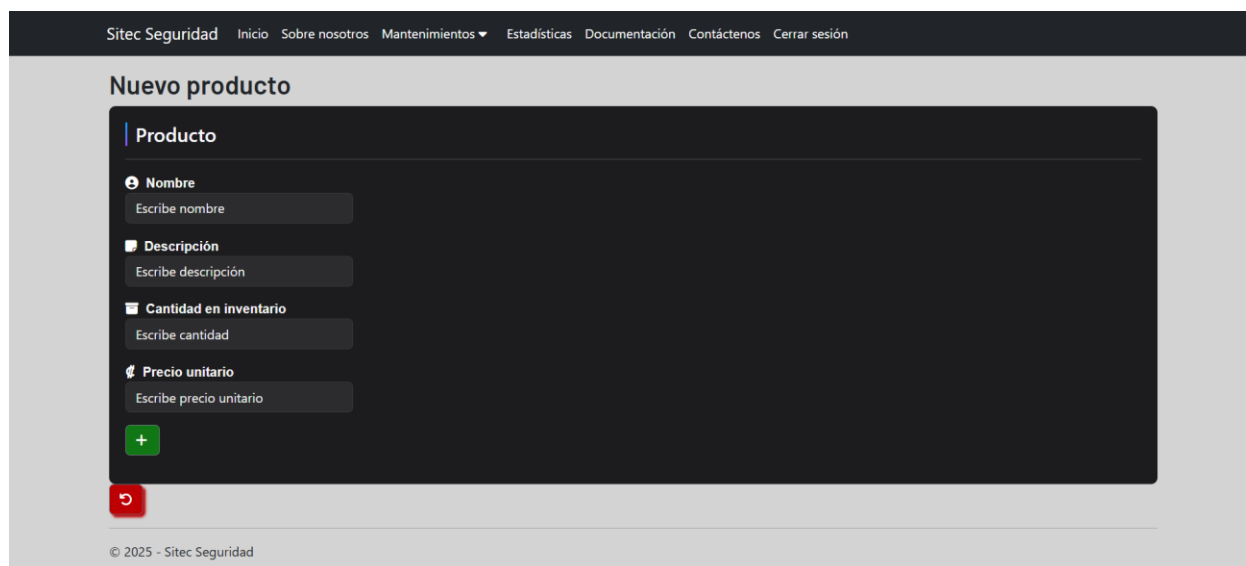 Sitec Seguridad Inicio Sobre nosotros Mantenimientos Estadísticas Documentación Contáctenos Cerrar sesión
Nuevo producto
Producto
Nombre
Escribe nombre
Descripción
Escribe descripción
Cantidad en inventario
Escribe cantidad
₡ Precio unitario
Escribe precio unitario
+
© 2025 - Sitec Seguridad